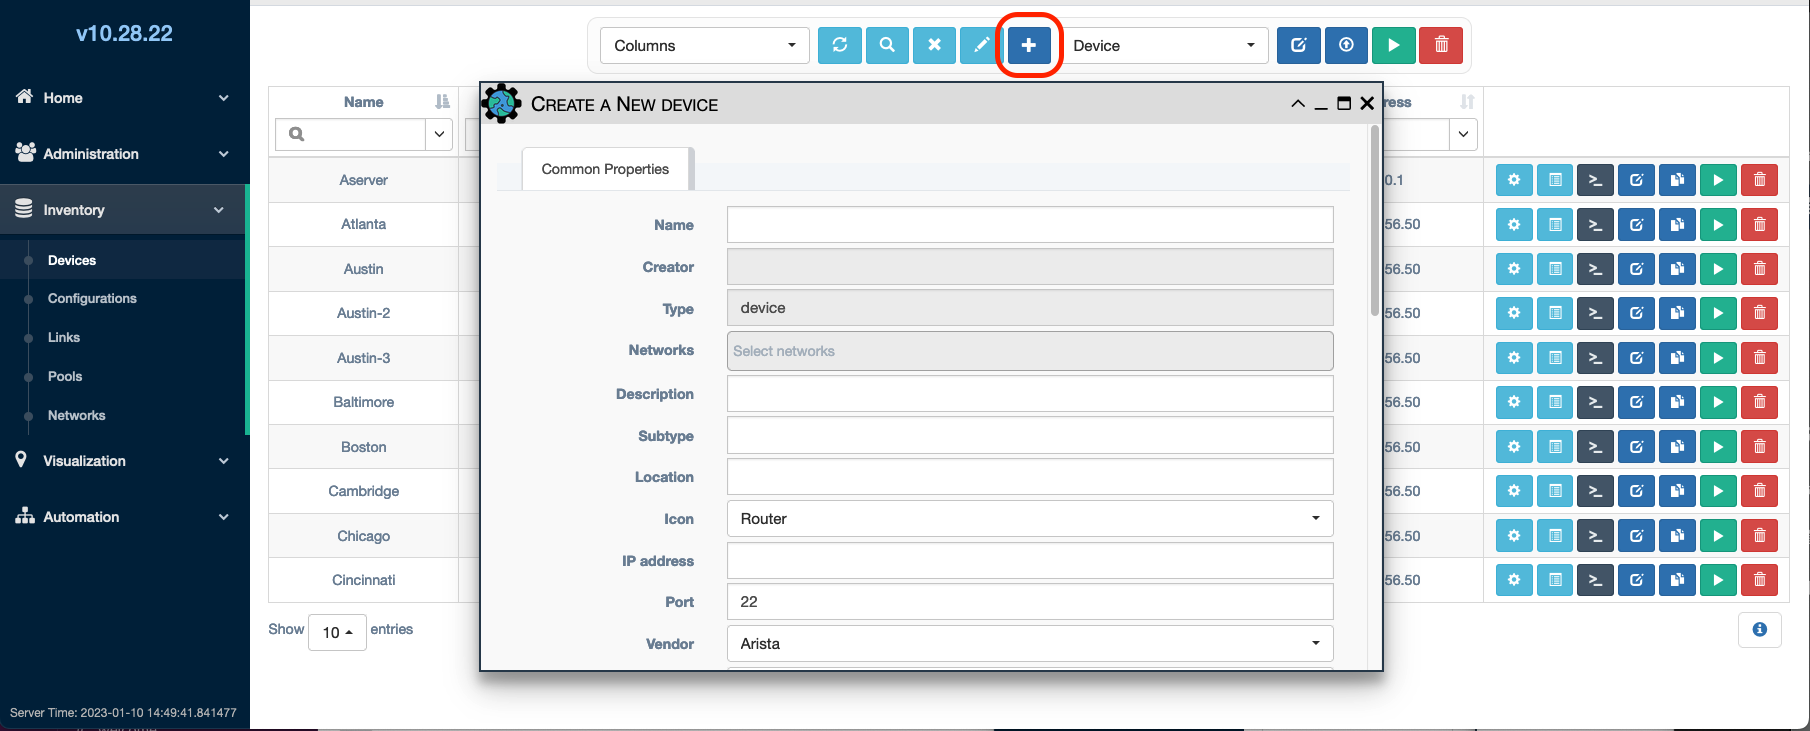 v10.28.22
Home
Administration
Inventory
Devices
Configurations
Links
Pools
Networks
Visualization
Automation
Server Time: 2023-01-10 14:49:41.841477
Columns
Device
Name
ress
Aserver
0.1
Atlanta
56.50
Austin
56.50
Austin-2
56.50
Austin-3
56.50
Baltimore
56.50
Boston
56.50
Cambridge
56.50
Chicago
56.50
Cincinnati
56.50
Show 10 entries
CREATE A NEW DEVICE
Common Properties
Name
Creator
Type device
Networks Select networks
Description
Subtype
Location
Icon Router
IP address
Port 22
Vendor Arista